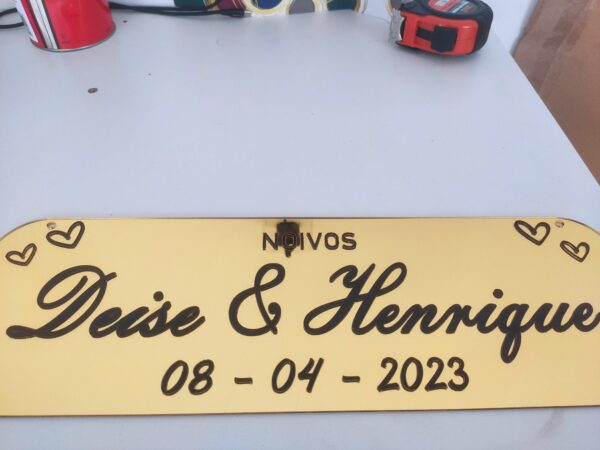 NOIVOS
Deise & Henrique
08 - 04 - 2023